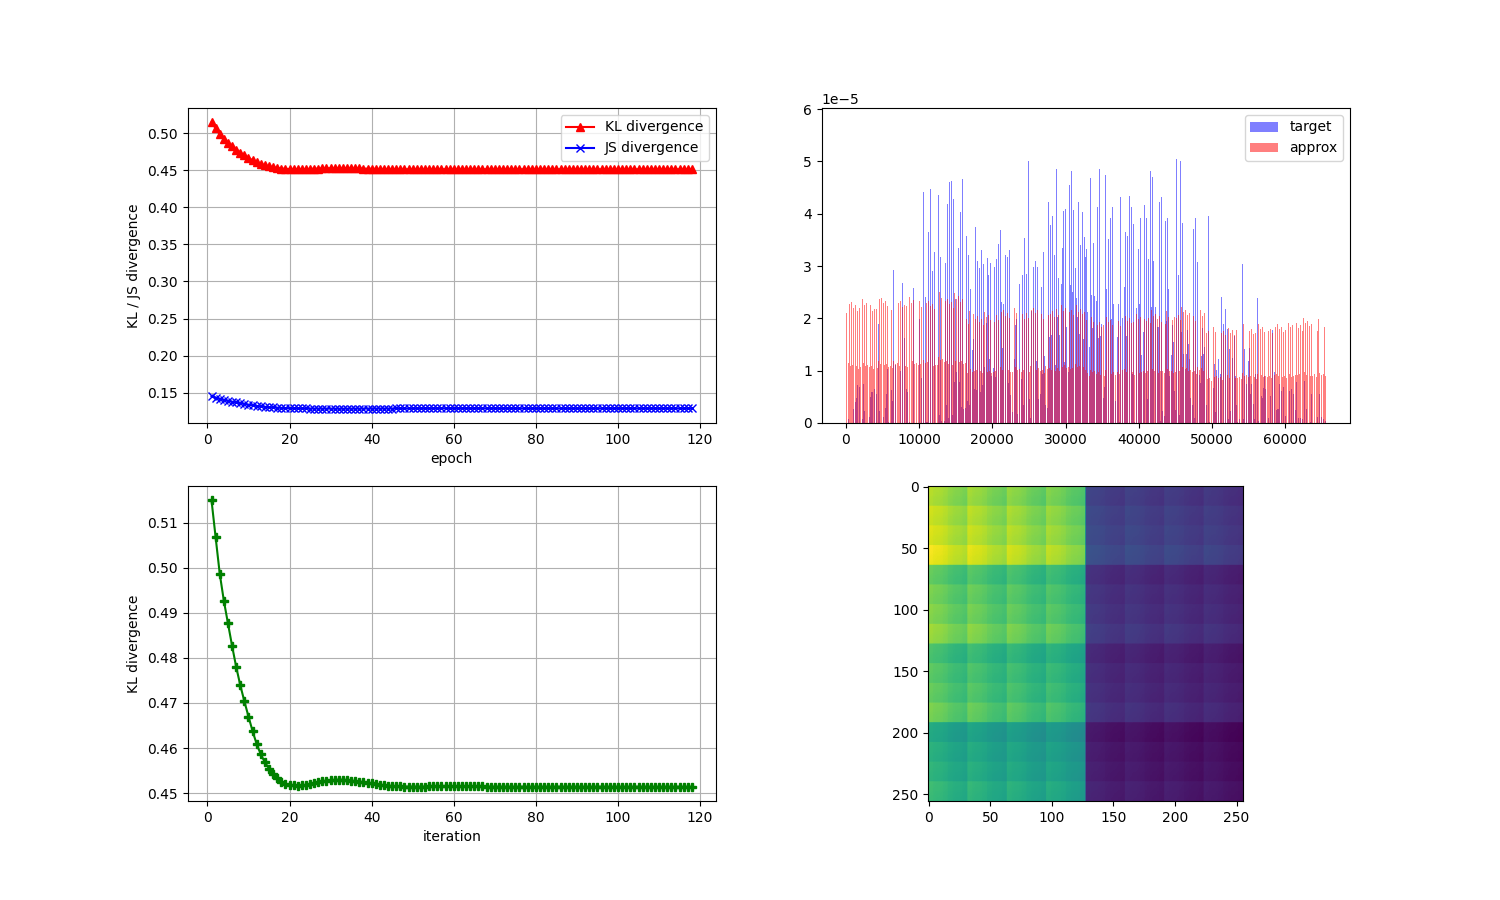 0.50
0.45
0.40
0.35
0.30
0.25
0.20
0.15
KL / JS divergence
0 20 40 60 80 100 120
epoch
KL divergence
JS divergence
1e−5
6
5
4
3
2
1
0
0 10000 20000 30000 40000 50000 60000
target
approx
0.51
0.50
0.49
0.48
0.47
0.46
0.45
KL divergence
0 20 40 60 80 100 120
iteration
0
50
100
150
200
250
0 50 100 150 200 250